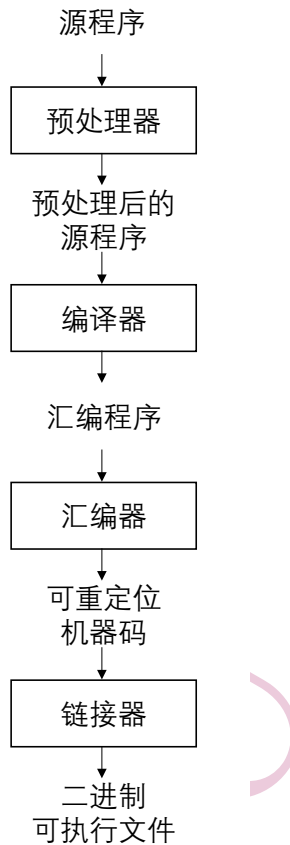 源程序
预处理器
预处理后的
源程序
编译器
汇编程序
汇编器
可重定位
机器码
链接器
二进制
可执行文件